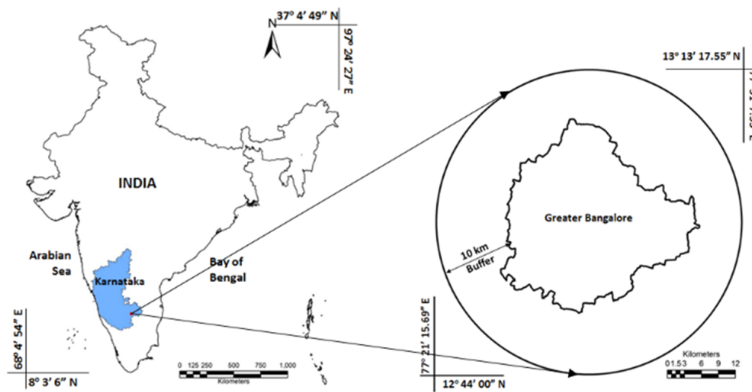 N
37° 4' 49" N
97° 24' 27" E
INDIA
Arabian
Sea
Karnataka
Bay of
Bengal
68° 4' 54" E
8° 3' 6" N
0 125 250 500 750 1,000
Kilometers
13° 13' 17.55" N
Greater Bangalore
10 km
Buffer
77° 21' 15.69" E
12° 44' 00" N
0 1.5 3 6 9 12
Kilometers